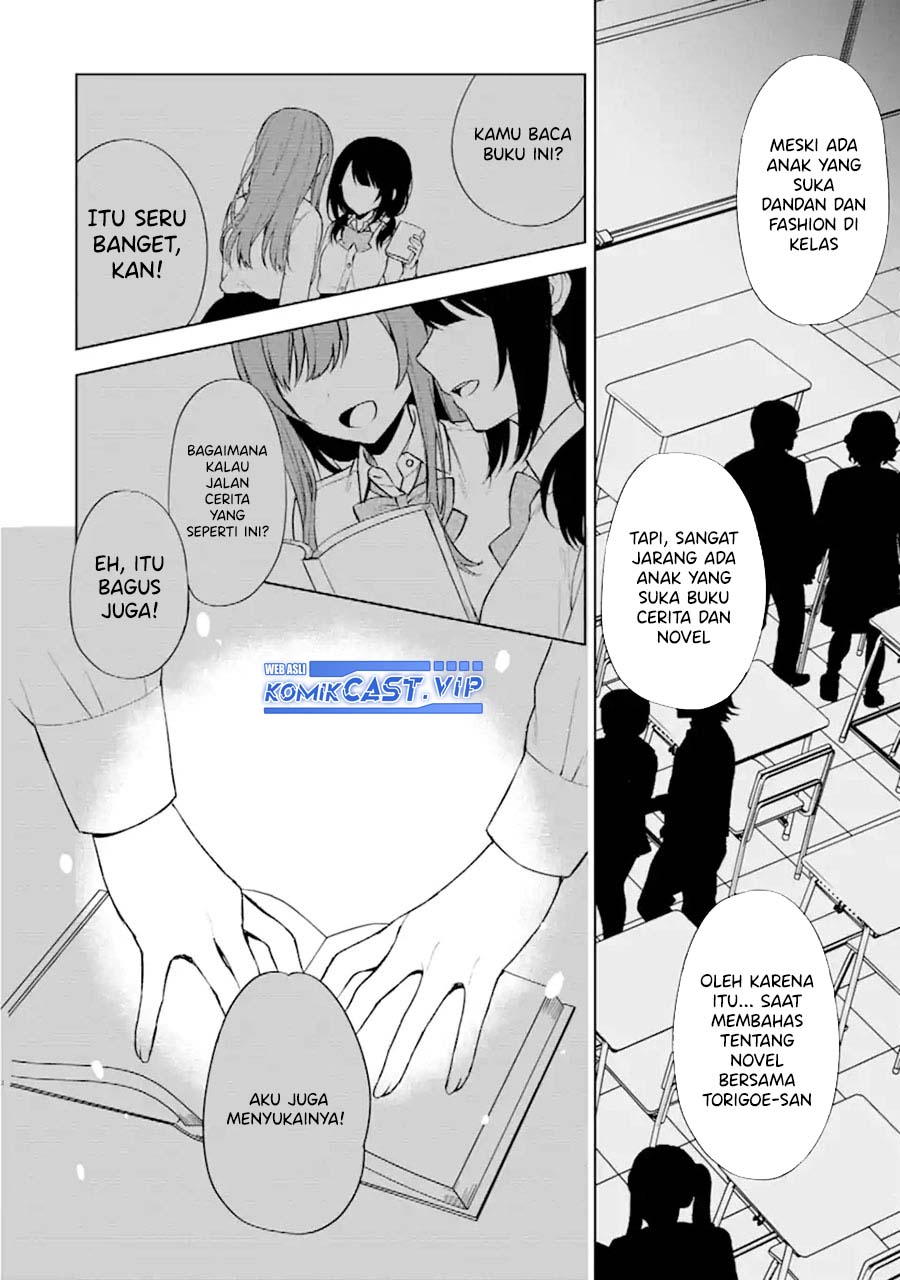 MESKI ADA
ANAK YANG
SUKA
DANDAN DAN
FASHION DI
KELAS
TAPI, SANGAT
JARANG ADA
ANAK YANG
SUKA BUKU
CERITA DAN
NOVEL
OLEH KARENA
ITU... SAAT
MEMBAHAS
TENTANG
NOVEL
BERSAMA
TORIGOE-SAN
KAMU BACA
BUKU INI?
ITU SERU
BANGET,
KAN!
BAGAIMANA
KALAU
JALAN
CERITA
YANG
SEPERTI INI?
EH, ITU
BAGUS
JUGA!
WEB ASLI
KOMIKCAST.VIP
AKU JUGA
MENYUKAINYA!